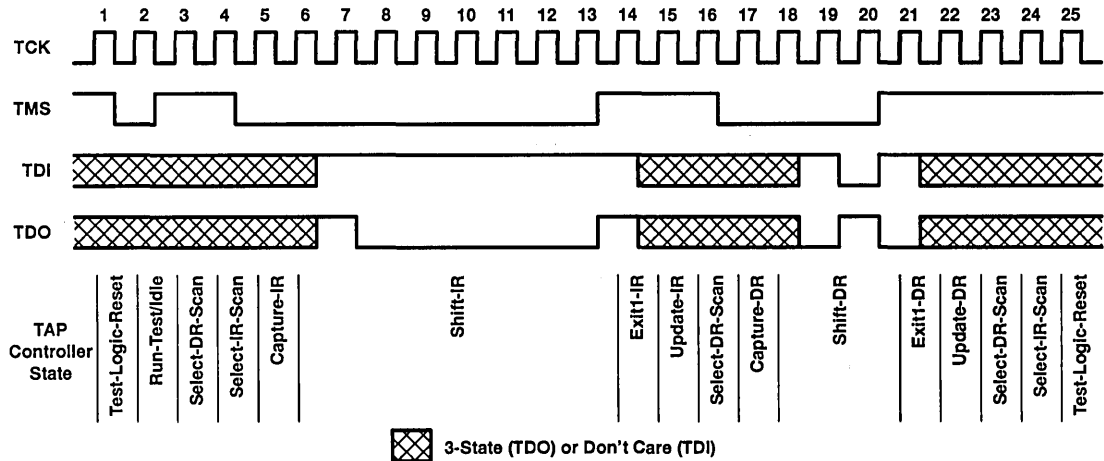 1 2 3 4 5 6 7 8 9 10 11 12 13 14 15 16 17 18 19 20 21 22 23 24 25
TCK
TMS
TDI
TDO
TAP
Controller
State
Test-Logic-Reset
Run-Test/Idle
Select-DR-Scan
Select-IR-Scan
Capture-IR
Shift-IR
Exit1-IR
Update-IR
Select-DR-Scan
Capture-DR
Shift-DR
Exit1-DR
Update-DR
Select-DR-Scan
Select-IR-Scan
Test-Logic-Reset
3-State (TDO) or Don't Care (TDI)